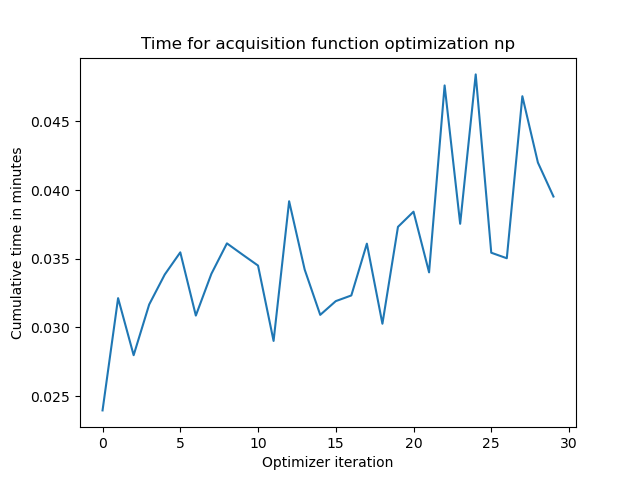 Time for acquisition function optimization np
Cumulative time in minutes
0.045
0.040
0.035
0.030
0.025
0 5 10 15 20 25 30
Optimizer iteration